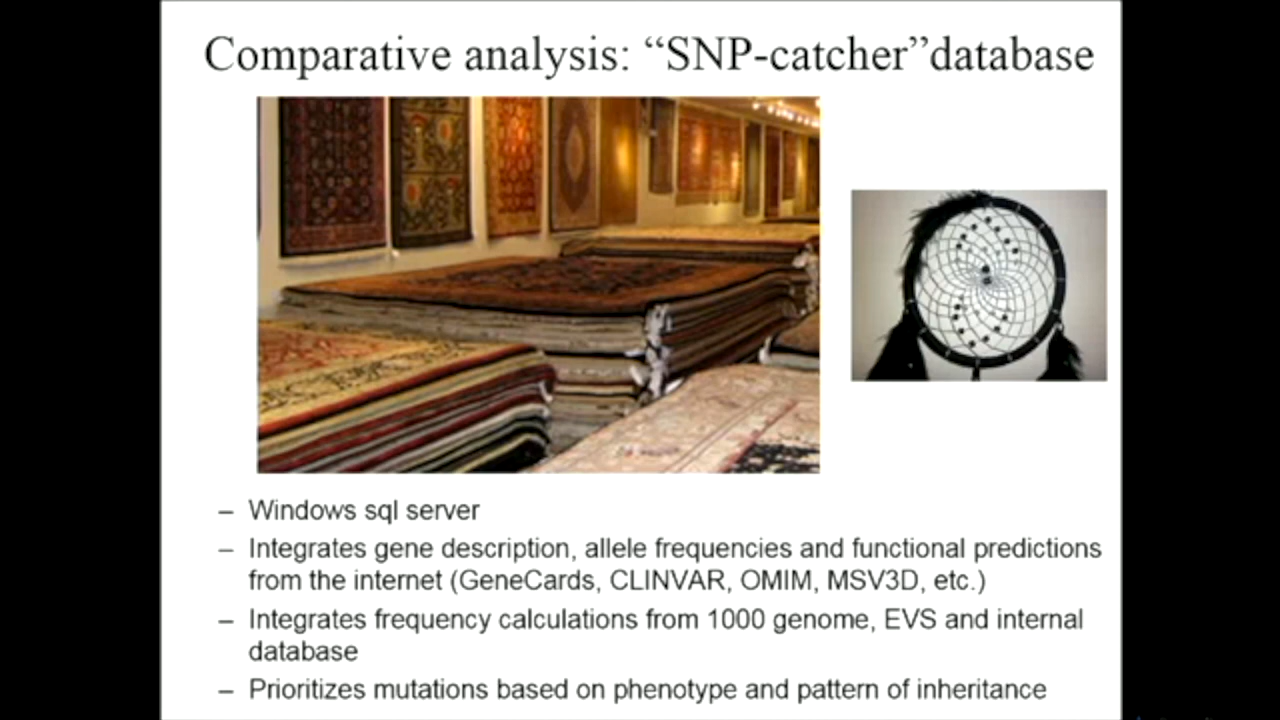 Comparative analysis: “SNP-catcher”database
– Windows sql server
– Integrates gene description, allele frequencies and functional predictions
from the internet (GeneCards, CLINVAR, OMIM, MSV3D, etc.)
– Integrates frequency calculations from 1000 genome, EVS and internal
database
– Prioritizes mutations based on phenotype and pattern of inheritance